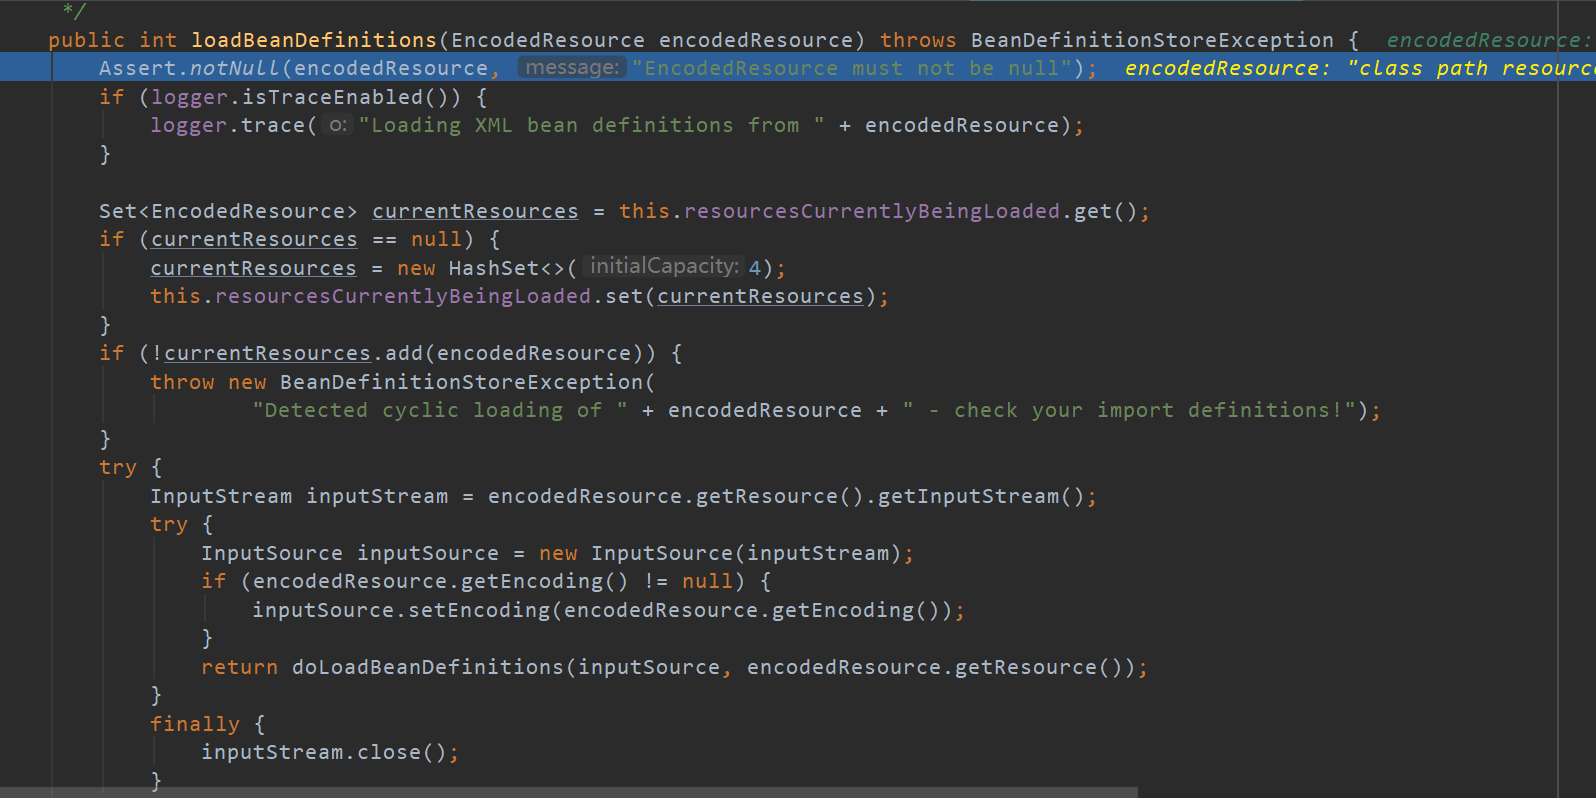 */
public int loadBeanDefinitions(EncodedResource encodedResource) throws BeanDefinitionStoreException {  encodedResource:
    Assert.notNull(encodedResource, message: "EncodedResource must not be null");  encodedResource: "class path resourc
    if (logger.isTraceEnabled()) {
        logger.trace( o: "Loading XML bean definitions from " + encodedResource);
    }
    Set<EncodedResource> currentResources = this.resourcesCurrentlyBeingLoaded.get();
    if (currentResources == null) {
        currentResources = new HashSet<>( initialCapacity: 4);
        this.resourcesCurrentlyBeingLoaded.set(currentResources);
    }
    if (!currentResources.add(encodedResource)) {
        throw new BeanDefinitionStoreException(
                "Detected cyclic loading of " + encodedResource + " - check your import definitions!");
    }
    try {
        InputStream inputStream = encodedResource.getResource().getInputStream();
        try {
            InputSource inputSource = new InputSource(inputStream);
            if (encodedResource.getEncoding() != null) {
                inputSource.setEncoding(encodedResource.getEncoding());
            }
            return doLoadBeanDefinitions(inputSource, encodedResource.getResource());
        }
        finally {
            inputStream.close();
        }